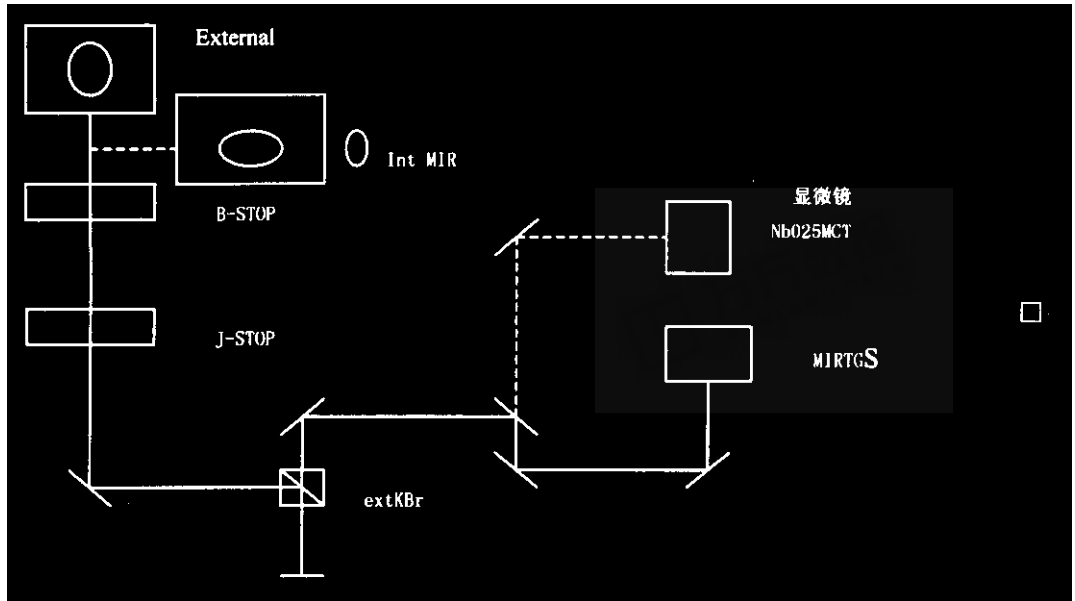 External
Int MIR
B-STOP
显微镜
Nb025MCT
J-STOP
MIRTGS
extKBr